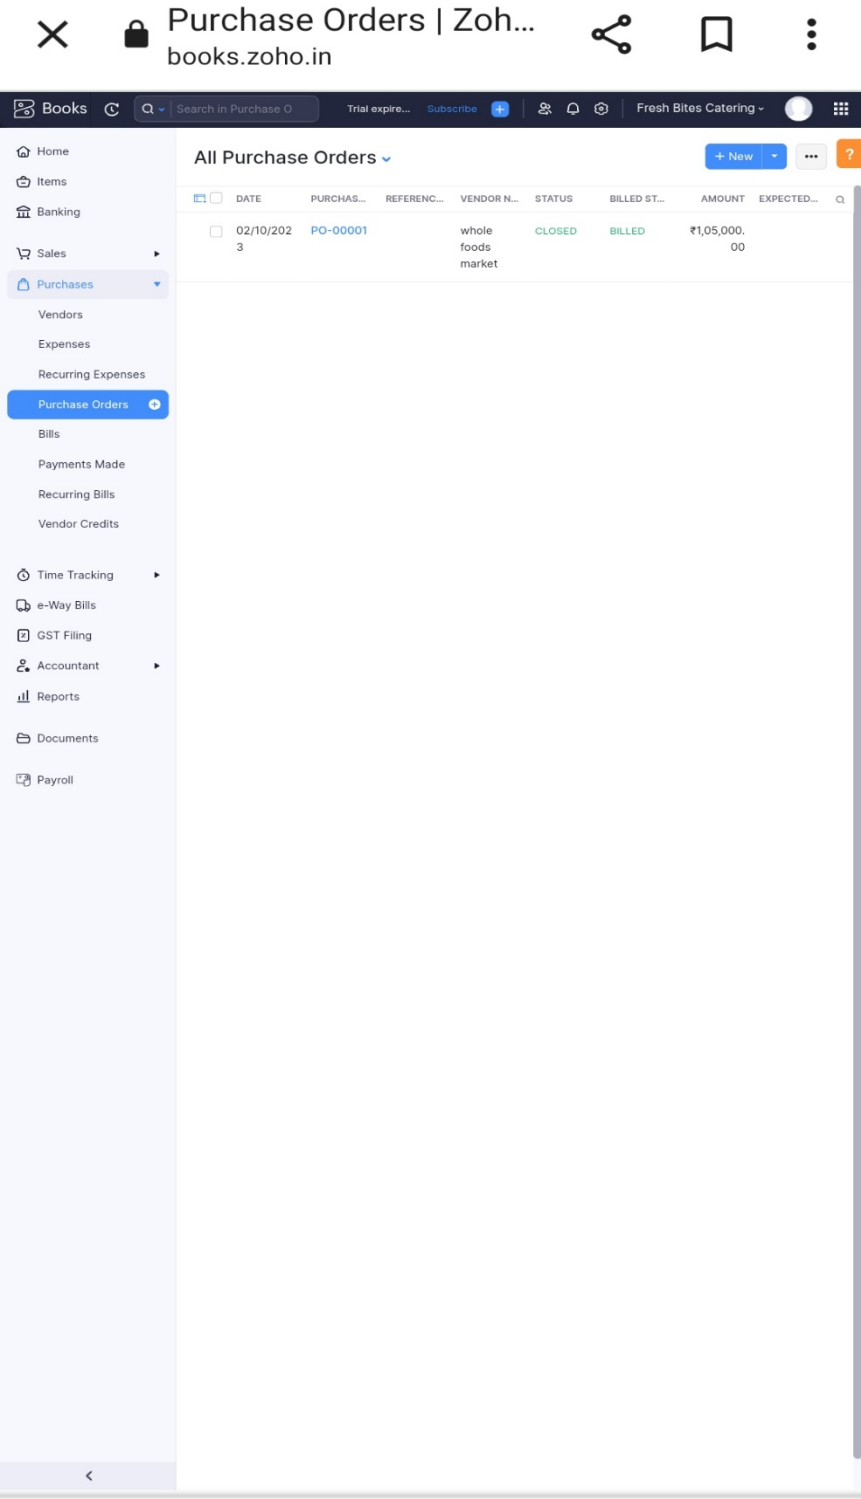 Purchase Orders | Zoh...
books.zoho.in
Books
Search in Purchase O
Trial expire...
Subscribe
Fresh Bites Catering
Home
Items
Banking
Sales
Purchases
Vendors
Expenses
Recurring Expenses
Purchase Orders
Bills
Payments Made
Recurring Bills
Vendor Credits
Time Tracking
e-Way Bills
GST Filing
Accountant
Reports
Documents
Payroll
All Purchase Orders
+ New
?
DATE PURCHAS... REFERENC... VENDOR N... STATUS BILLED ST... AMOUNT EXPECTED...
02/10/202 PO-00001 whole CLOSED BILLED ₹1,05,000.
3 foods 00
market